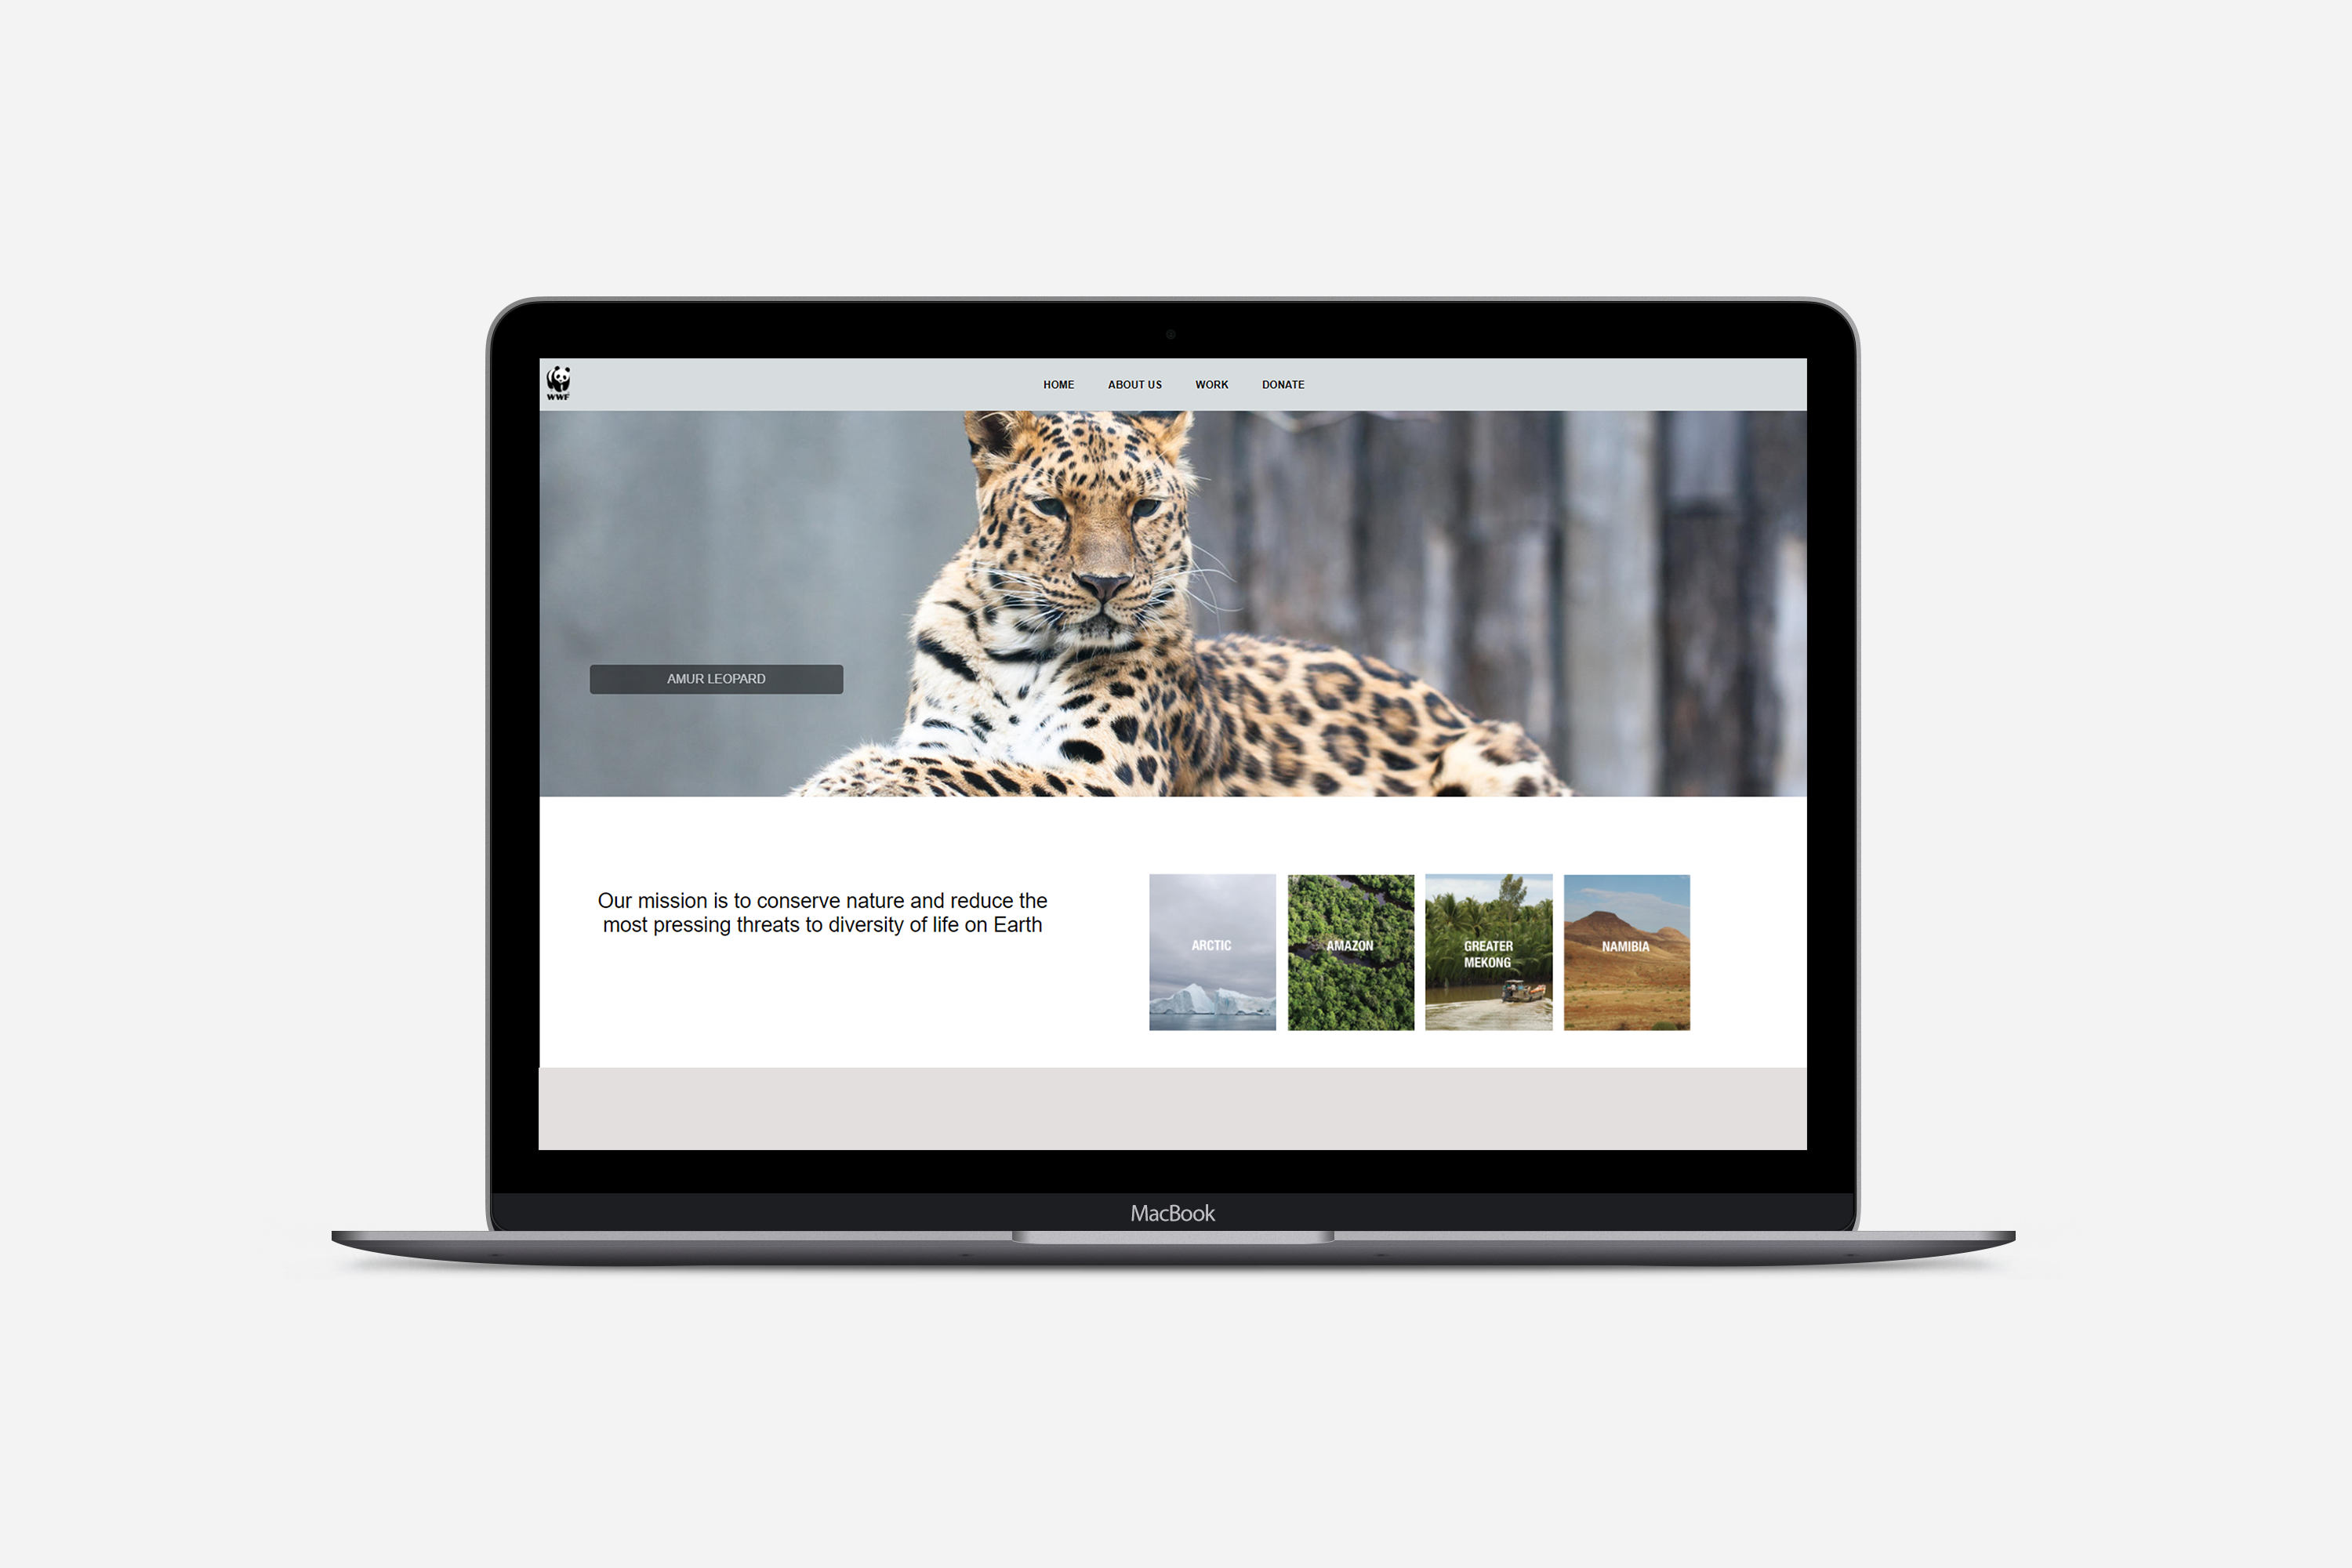 WWF
HOME ABOUT US WORK DONATE
AMUR LEOPARD
Our mission is to conserve nature and reduce the
most pressing threats to diversity of life on Earth
ARCTIC
AMAZON
GREATER
MEKONG
NAMIBIA
MacBook